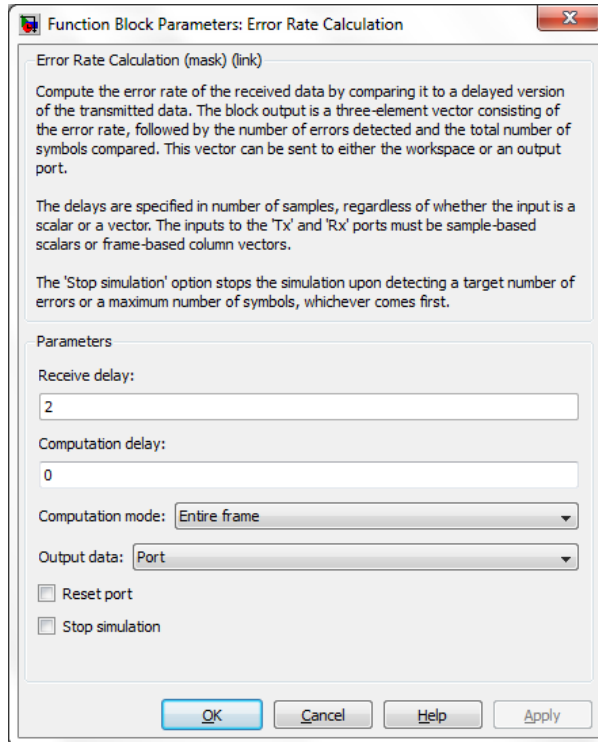 Function Block Parameters: Error Rate Calculation
Error Rate Calculation (mask) (link)
Compute the error rate of the received data by comparing it to a delayed version
of the transmitted data. The block output is a three-element vector consisting of
the error rate, followed by the number of errors detected and the total number of
symbols compared. This vector can be sent to either the workspace or an output
port.
The delays are specified in number of samples, regardless of whether the input is a
scalar or a vector. The inputs to the 'Tx' and 'Rx' ports must be sample-based
scalars or frame-based column vectors.
The 'Stop simulation' option stops the simulation upon detecting a target number of
errors or a maximum number of symbols, whichever comes first.
Parameters
Receive delay:
2
Computation delay:
0
Computation mode: Entire frame
Output data: Port
Reset port
Stop simulation
OK Cancel Help Apply